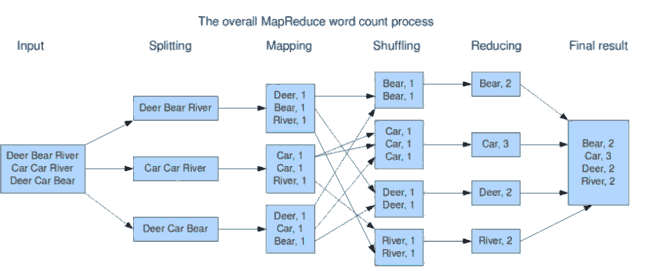 The overall MapReduce word count process
Input
Splitting
Mapping
Shuffling
Reducing
Final result
Deer Bear River
Car Car River
Deer Car Bear
Deer Bear River
Car Car River
Deer Car Bear
Deer, 1
Bear, 1
River, 1
Car, 1
Car, 1
River, 1
Deer, 1
Car, 1
Bear, 1
Bear, 1
Bear, 1
Car, 1
Car, 1
Car, 1
Deer, 1
Deer, 1
River, 1
River, 1
Bear, 2
Car, 3
Deer, 2
River, 2
Bear, 2
Car, 3
Deer, 2
River, 2